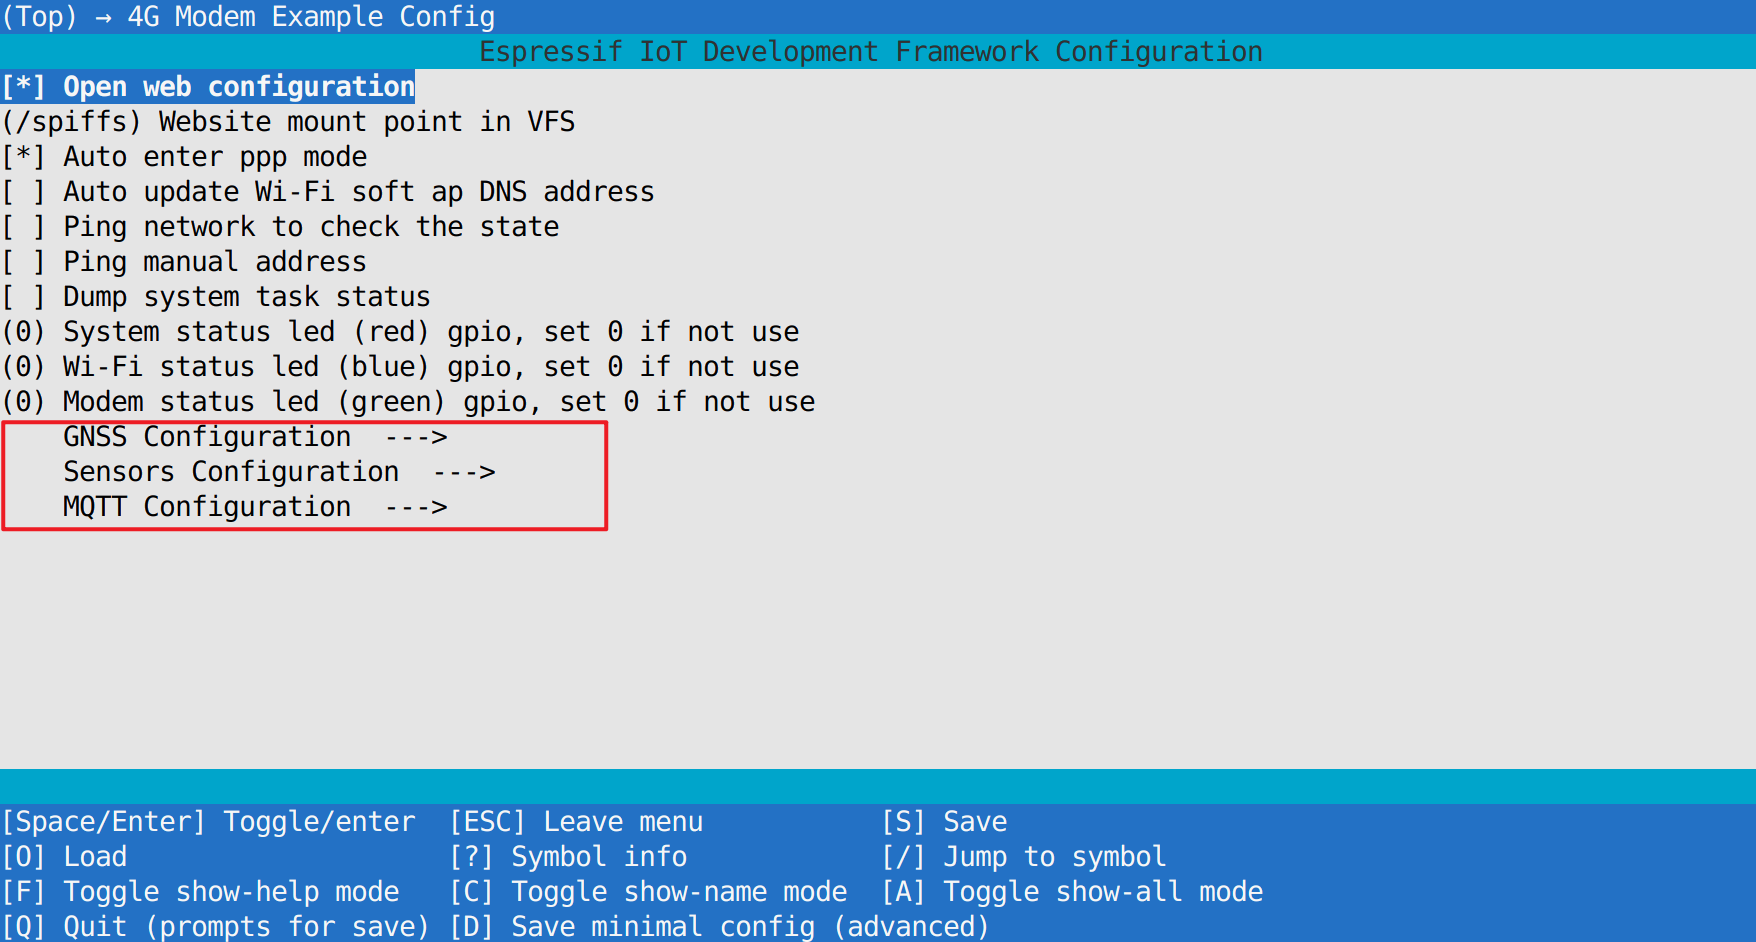 (Top) → 4G Modem Example Config
Espressif IoT Development Framework Configuration
[*] Open web configuration
(/spiffs) Website mount point in VFS
[*] Auto enter ppp mode
[ ] Auto update Wi-Fi soft ap DNS address
[ ] Ping network to check the state
[ ] Ping manual address
[ ] Dump system task status
(0) System status led (red) gpio, set 0 if not use
(0) Wi-Fi status led (blue) gpio, set 0 if not use
(0) Modem status led (green) gpio, set 0 if not use
GNSS Configuration  --->
Sensors Configuration  --->
MQTT Configuration  --->
[Space/Enter] Toggle/enter  [ESC] Leave menu           [S] Save
[O] Load                    [?] Symbol info            [/] Jump to symbol
[F] Toggle show-help mode   [C] Toggle show-name mode  [A] Toggle show-all mode
[Q] Quit (prompts for save) [D] Save minimal config (advanced)